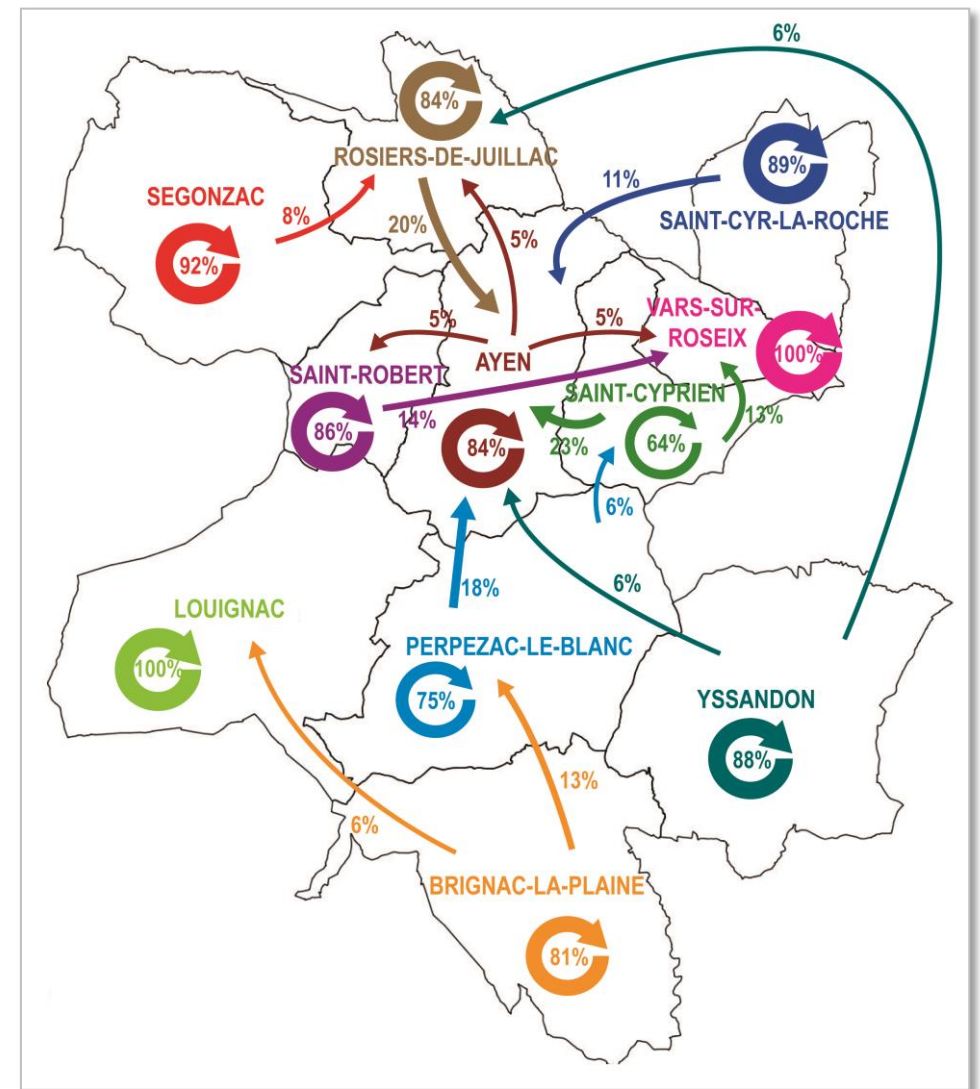 6%
84%
ROSIERS-DE-JUILLAC
89%
11%
SAINT-CYR-LA-ROCHE
SEGONZAC
8%
20%
92%
5%
5%
5%
VARS-SUR-
ROSEIX
100%
AYEN
SAINT-ROBERT
SAINT-CYPRIEN
14%
86%
84%
23%
64%
13%
6%
18%
6%
LOUIGNAC
100%
PERPEZAC-LE-BLANC
75%
YSSANDON
88%
13%
6%
BRIGNAC-LA-PLAINE
81%